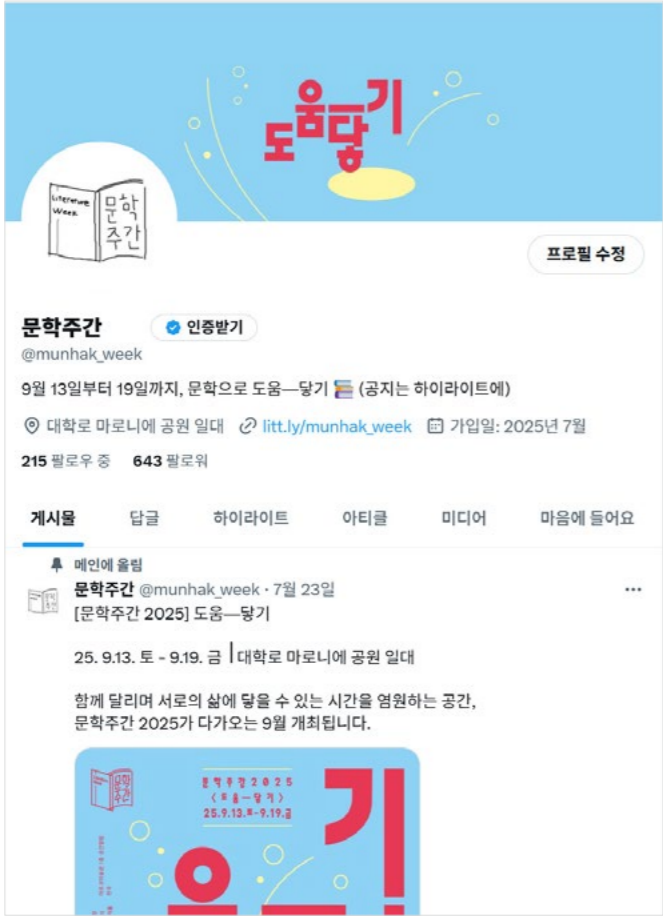 도움닿기
Literature
Week
문학
주간
프로필 수정
문학주간
인증받기
@munhak_week
9월 13일부터 19일까지, 문학으로 도움—닿기 📚 (공지는 하이라이트에)
대학로 마로니에 공원 일대 litt.ly/munhak_week 가입일: 2025년 7월
215 팔로우 중 643 팔로워
게시물 답글 하이라이트 아티클 미디어 마음에 들어요
메인에 올림
문학주간 @munhak_week · 7월 23일
[문학주간 2025] 도움—닿기
25. 9.13. 토 - 9.19. 금 | 대학로 마로니에 공원 일대
함께 달리며 서로의 삶에 닿을 수 있는 시간을 염원하는 공간,
문학주간 2025가 다가오는 9월 개최됩니다.
문학주간2025
<도움—닿기>
25.9.13.토-9.19.금
기